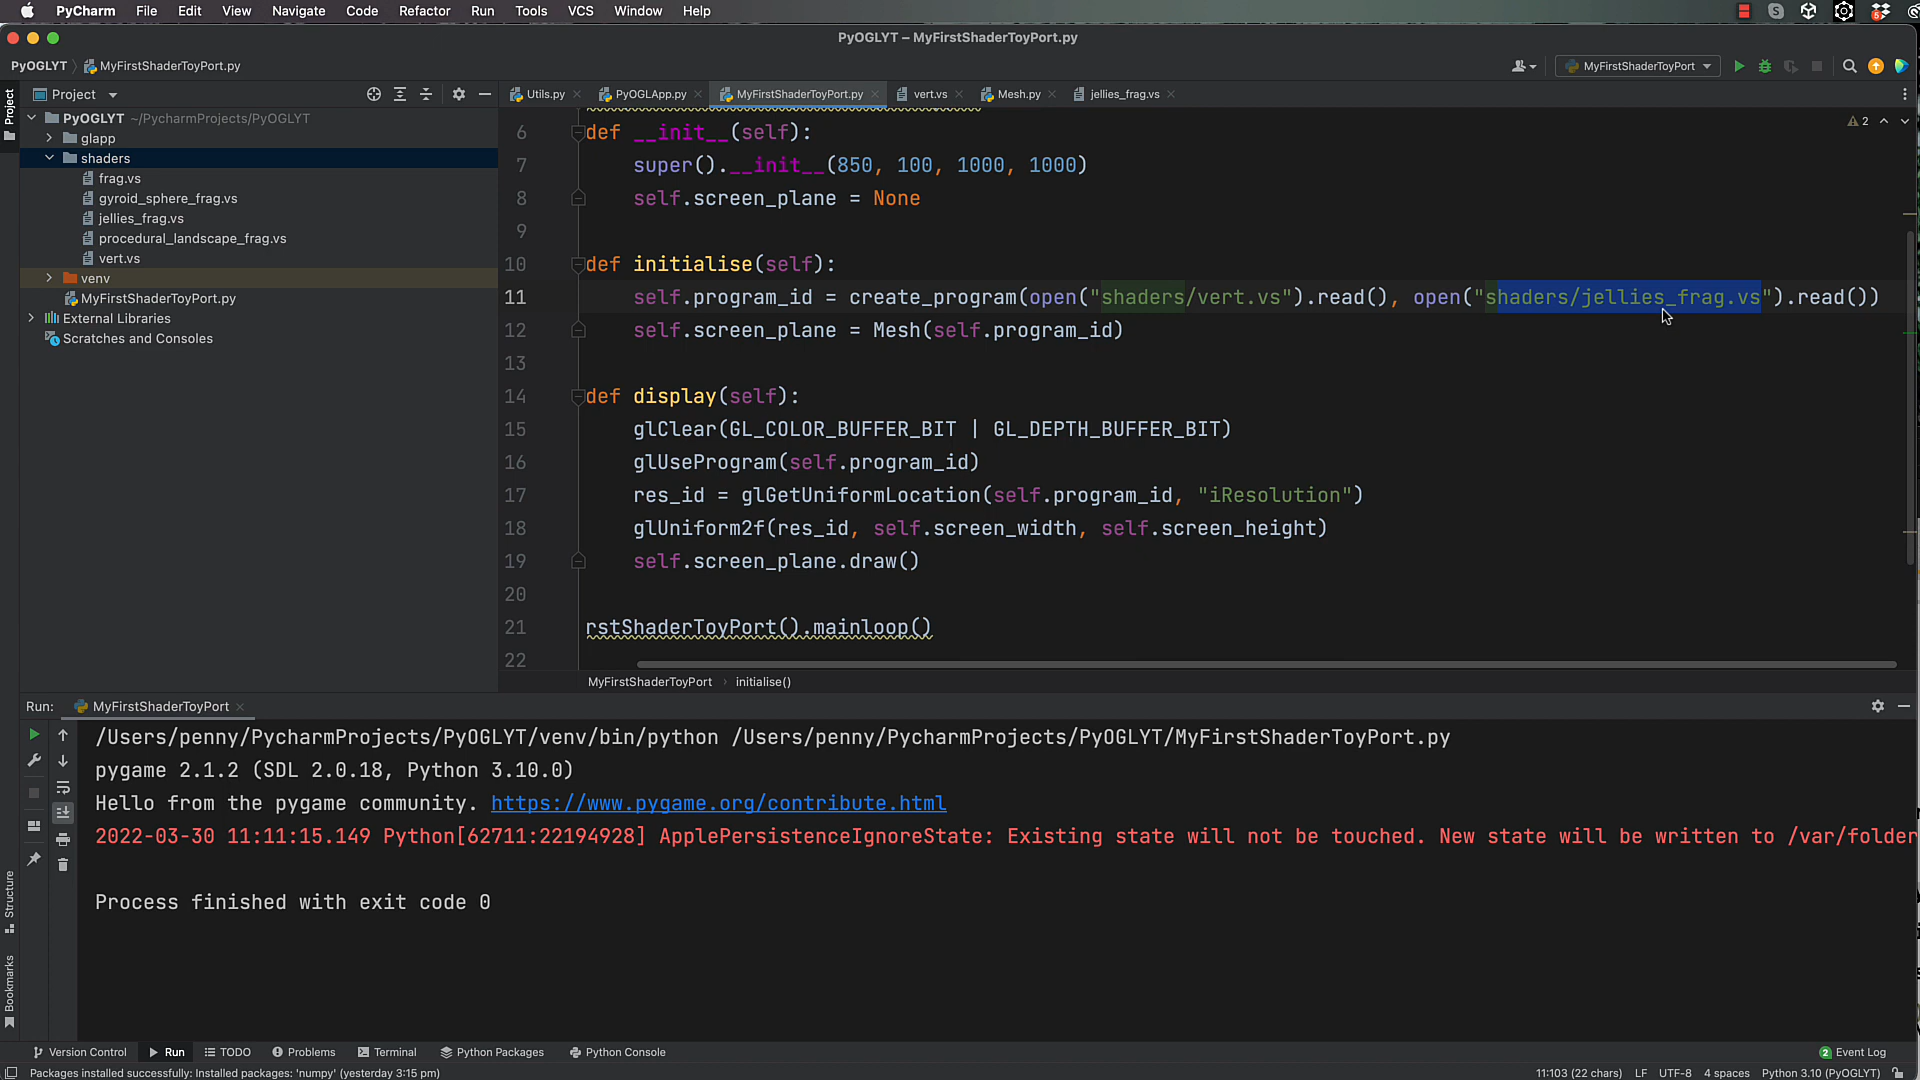 PyCharm File Edit View Navigate Code Refactor Run Tools VCS Window Help
PyOGLYT – MyFirstShaderToyPort.py
PyOGLYT MyFirstShaderToyPort.py
MyFirstShaderToyPort
Project
Utils.py PyOGLApp.py MyFirstShaderToyPort.py vert.vs Mesh.py jellies_frag.vs
Project
PyOGLYT ~/PycharmProjects/PyOGLYT
glapp
shaders
frag.vs
gyroid_sphere_frag.vs
jellies_frag.vs
procedural_landscape_frag.vs
vert.vs
venv
MyFirstShaderToyPort.py
External Libraries
Scratches and Consoles
2
6 def __init__(self):
7 super().__init__(850, 100, 1000, 1000)
8 self.screen_plane = None
9
10 def initialise(self):
11 self.program_id = create_program(open("shaders/vert.vs").read(), open("shaders/jellies_frag.vs").read())
12 self.screen_plane = Mesh(self.program_id)
13
14 def display(self):
15 glClear(GL_COLOR_BUFFER_BIT | GL_DEPTH_BUFFER_BIT)
16 glUseProgram(self.program_id)
17 res_id = glGetUniformLocation(self.program_id, "iResolution")
18 glUniform2f(res_id, self.screen_width, self.screen_height)
19 self.screen_plane.draw()
20
21 rstShaderToyPort().mainloop()
22
MyFirstShaderToyPort initialise()
Run: MyFirstShaderToyPort
/Users/penny/PycharmProjects/PyOGLYT/venv/bin/python /Users/penny/PycharmProjects/PyOGLYT/MyFirstShaderToyPort.py
pygame 2.1.2 (SDL 2.0.18, Python 3.10.0)
Hello from the pygame community. https://www.pygame.org/contribute.html
2022-03-30 11:11:15.149 Python[62711:22194928] ApplePersistenceIgnoreState: Existing state will not be touched. New state will be written to /var/folder
Process finished with exit code 0
Structure
Bookmarks
Version Control Run TODO Problems Terminal Python Packages Python Console
2 Event Log
Packages installed successfully: Installed packages: 'numpy' (yesterday 3:15 pm)
11:103 (22 chars) LF UTF-8 4 spaces Python 3.10 (PyOGLYT)